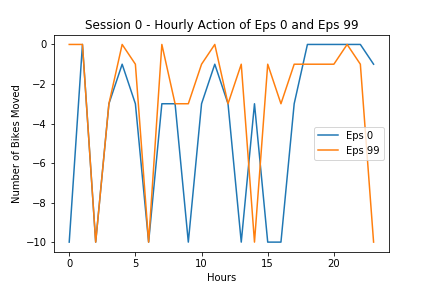 Session 0 - Hourly Action of Eps 0 and Eps 99
Number of Bikes Moved
0
−2
−4
−6
−8
−10
Eps 0
Eps 99
0
5
10
15
20
Hours